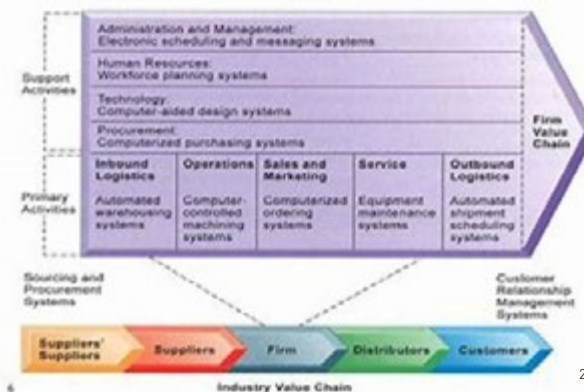 Administration and Management:
Electronic scheduling and messaging systems
Human Resources:
Workforce planning systems
Support
Activities
Technology:
Computer-aided design systems
Procurement:
Computerized purchasing systems
Firm
Value
Chain
Primary
Activities
Inbound
Logistics
Automated
warehousing
systems
Operations
Computer-
controlled
machining
systems
Sales and
Marketing
Computerized
ordering
systems
Service
Equipment
maintenance
systems
Outbound
Logistics
Automated
shipment
scheduling
systems
Sourcing and
Procurement
Systems
Customer
Relationship
Management
Systems
Suppliers'
Suppliers
Suppliers
Firm
Distributors
Customers
6
Industry Value Chain
2